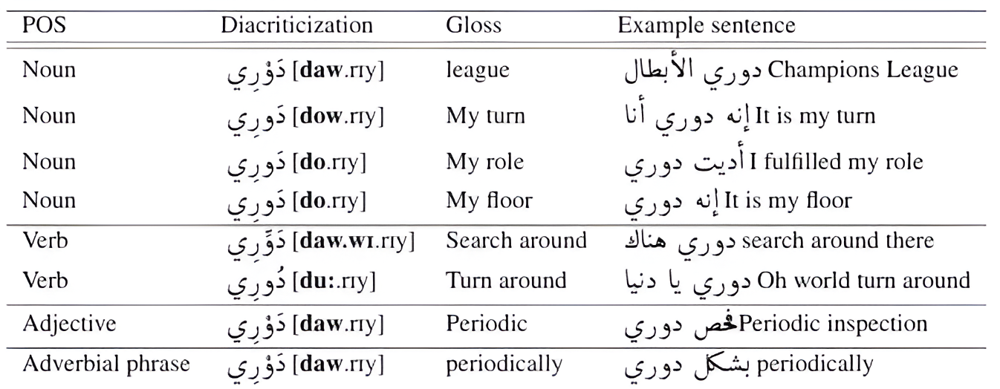 POS Diacriticization Gloss Example sentence
Noun دَوْرِي [daw.rɪy] league دوري الأبطال Champions League
Noun دَورِي [dow.rɪy] My turn إنه دوري أنا It is my turn
Noun دَورِي [do.rɪy] My role أديت دوري I fulfilled my role
Noun دَورِي [do.rɪy] My floor إنه دوري It is my floor
Verb دَوِّرِي [daw.wɪ.rɪy] Search around دوري هناك search around there
Verb دُورِي [du:.rɪy] Turn around دوري يا دنيا Oh world turn around
Adjective دَوْرِي [daw.rɪy] Periodic فحص دوري Periodic inspection
Adverbial phrase دَوْرِي [daw.rɪy] periodically بشكل دوري periodically